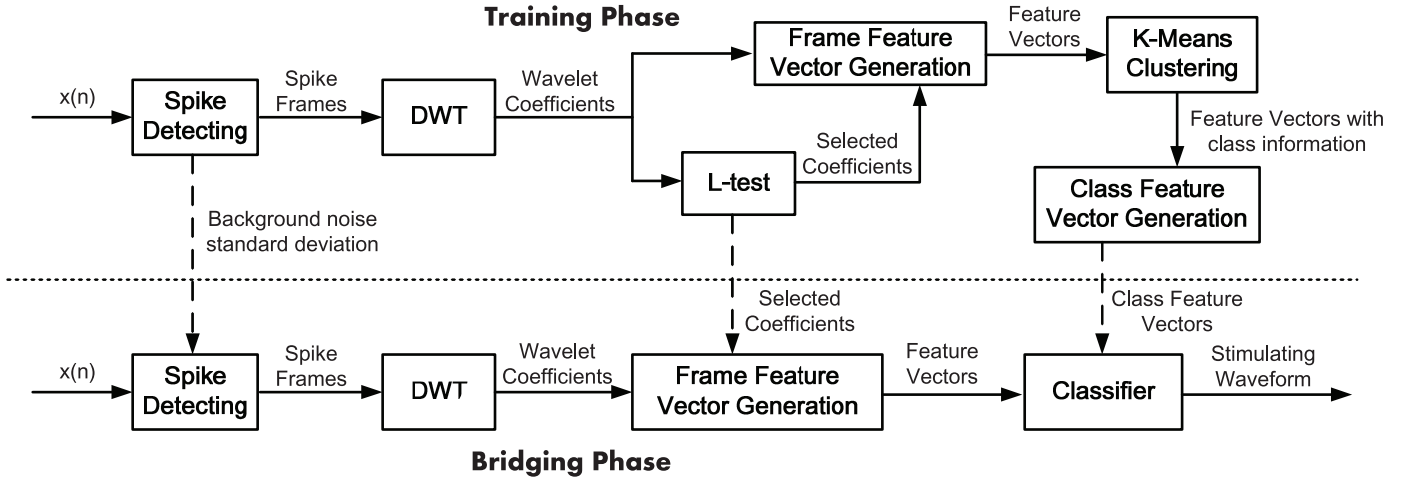 Training Phase
x(n)
Spike
Detecting
Spike
Frames
DWT
Wavelet
Coefficients
L-test
Selected
Coefficients
Frame Feature
Vector Generation
Feature
Vectors
K-Means
Clustering
Feature Vectors with
class information
Class Feature
Vector Generation
Background noise
standard deviation
Selected
Coefficients
Class Feature
Vectors
x(n)
Spike
Detecting
Spike
Frames
DWT
Wavelet
Coefficients
Frame Feature
Vector Generation
Feature
Vectors
Classifier
Stimulating
Waveform
Bridging Phase